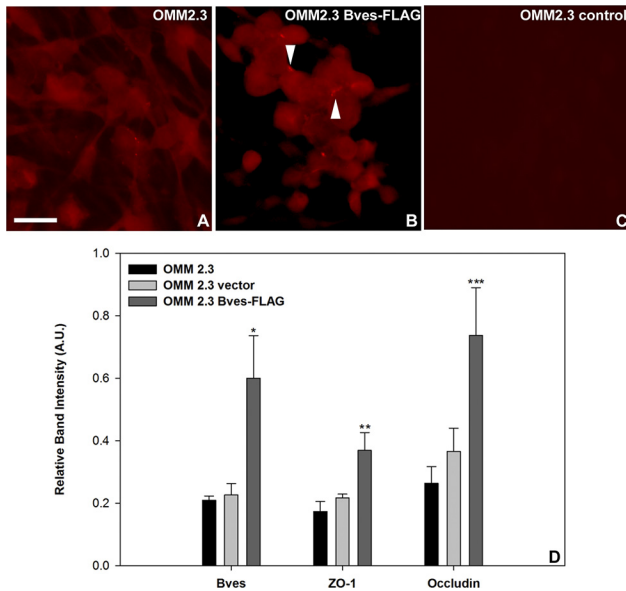 OMM2.3
OMM2.3 Bves-FLAG
OMM2.3 control
A
B
C
1.0
0.8
0.6
0.4
0.2
0.0
Relative Band Intensity (A.U.)
OMM 2.3
OMM 2.3 vector
OMM 2.3 Bves-FLAG
*
**
***
D
Bves
ZO-1
Occludin